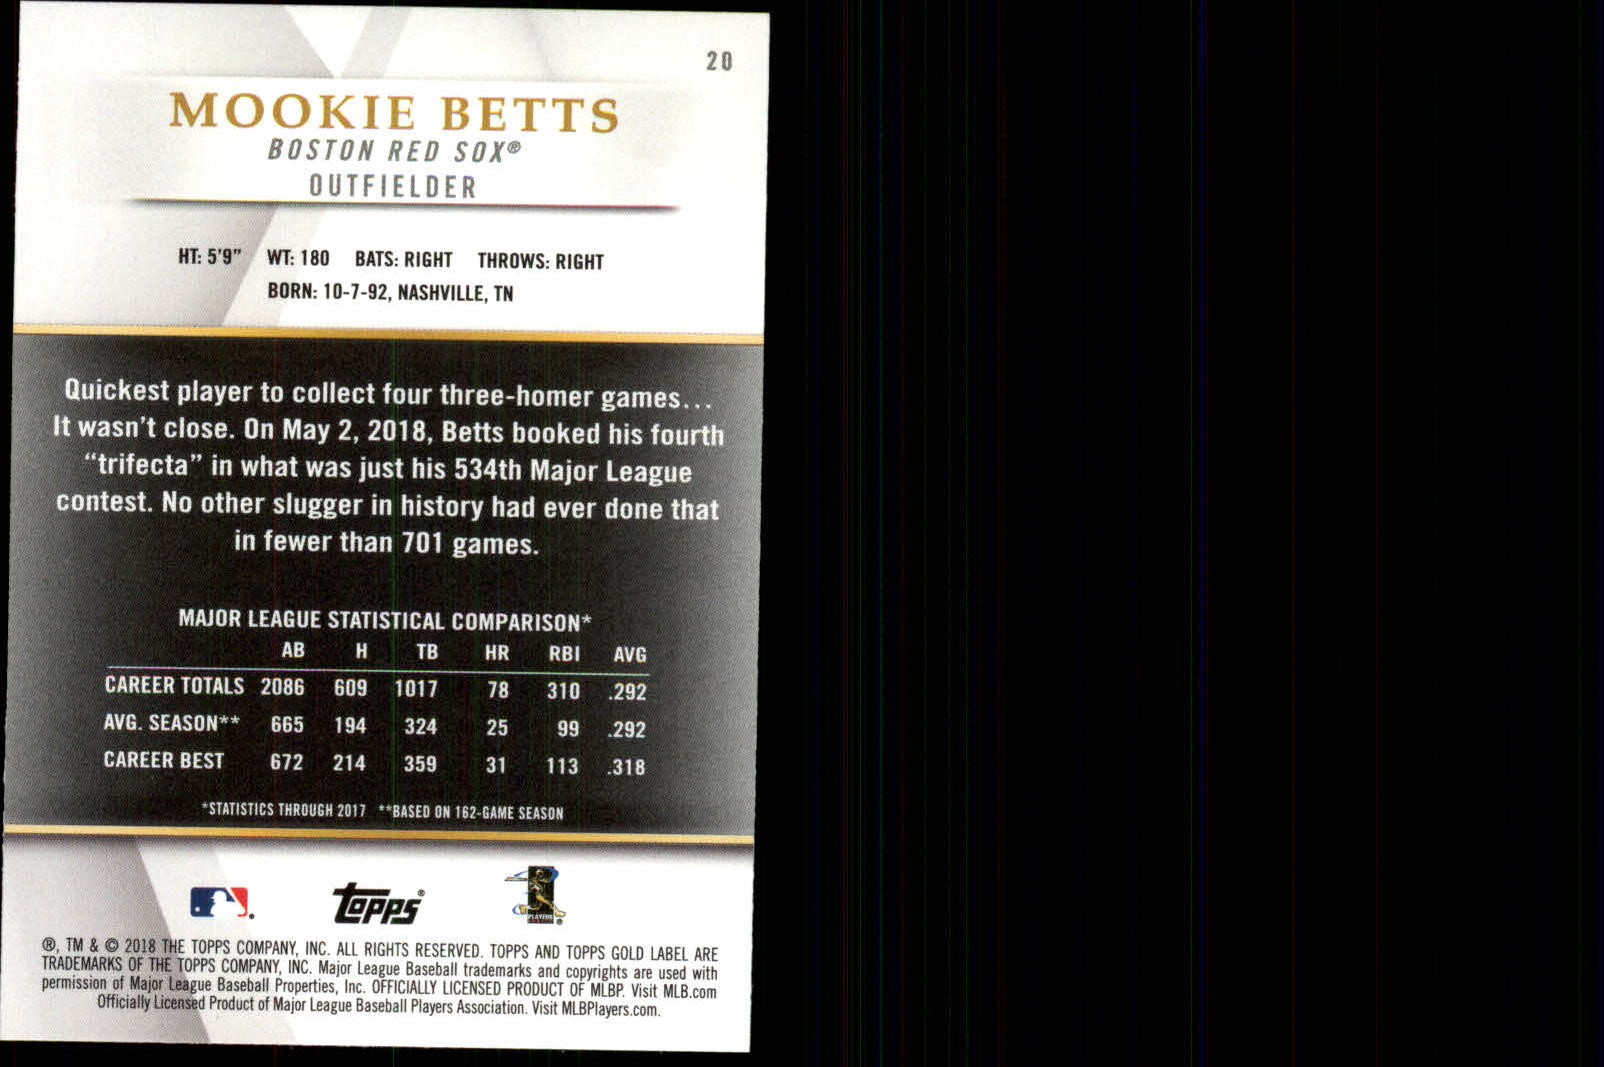 20
MOOKIE BETTS
BOSTON RED SOX®
OUTFIELDER
HT: 5'9" WT: 180 BATS: RIGHT THROWS: RIGHT
BORN: 10-7-92, NASHVILLE, TN
Quickest player to collect four three-homer games...
It wasn't close. On May 2, 2018, Betts booked his fourth
"trifecta" in what was just his 534th Major League
contest. No other slugger in history had ever done that
in fewer than 701 games.
MAJOR LEAGUE STATISTICAL COMPARISON*
AB H TB HR RBI AVG
CAREER TOTALS 2086 609 1017 78 310 .292
AVG. SEASON** 665 194 324 25 99 .292
CAREER BEST 672 214 359 31 113 .318
*STATISTICS THROUGH 2017 **BASED ON 162-GAME SEASON
topps®
PLAYERS
®, TM & © 2018 THE TOPPS COMPANY, INC. ALL RIGHTS RESERVED. TOPPS AND TOPPS GOLD LABEL ARE
TRADEMARKS OF THE TOPPS COMPANY, INC. Major League Baseball trademarks and copyrights are used with
permission of Major League Baseball Properties, Inc. OFFICIALLY LICENSED PRODUCT OF MLBP. Visit MLB.com
Officially Licensed Product of Major League Baseball Players Association. Visit MLBPlayers.com.